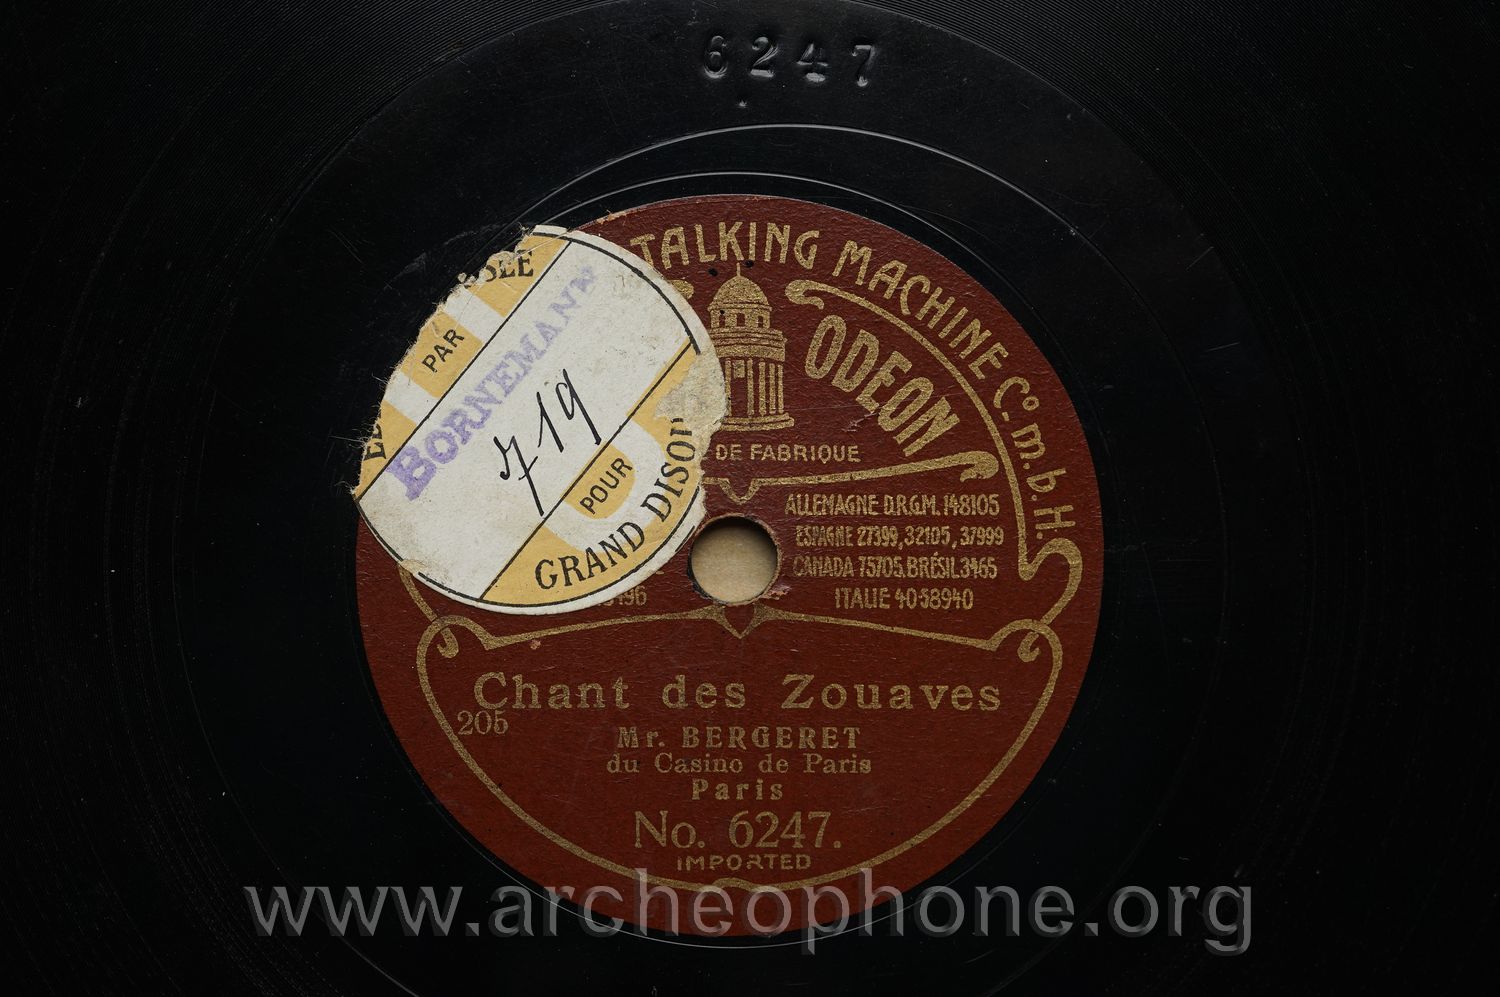 6247
TALKING MACHINE Co. m.b.H.
ODEON
DE FABRIQUE
ALLEMAGNE D.R.G.M. 148105
ESPAGNE 27399, 32105, 37999
CANADA 75705. BRÉSIL 3465
ITALIE 40-58940
PAR
BORNEMANN
719
POUR
GRAND
Chant des Zouaves
205
Mr. BERGERET
du Casino de Paris
Paris
No. 6247.
IMPORTED
www.archeophone.org